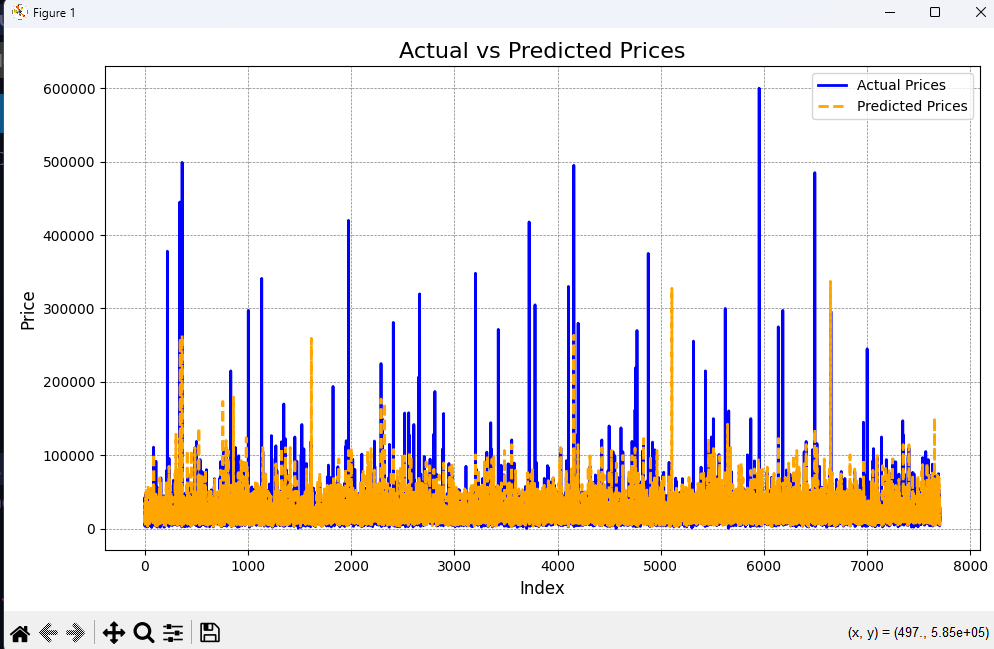 Figure 1
Actual vs Predicted Prices
Actual Prices
Predicted Prices
600000
500000
400000
300000
200000
100000
0
Price
0 1000 2000 3000 4000 5000 6000 7000 8000
Index
(x, y) = (497., 5.85e+05)